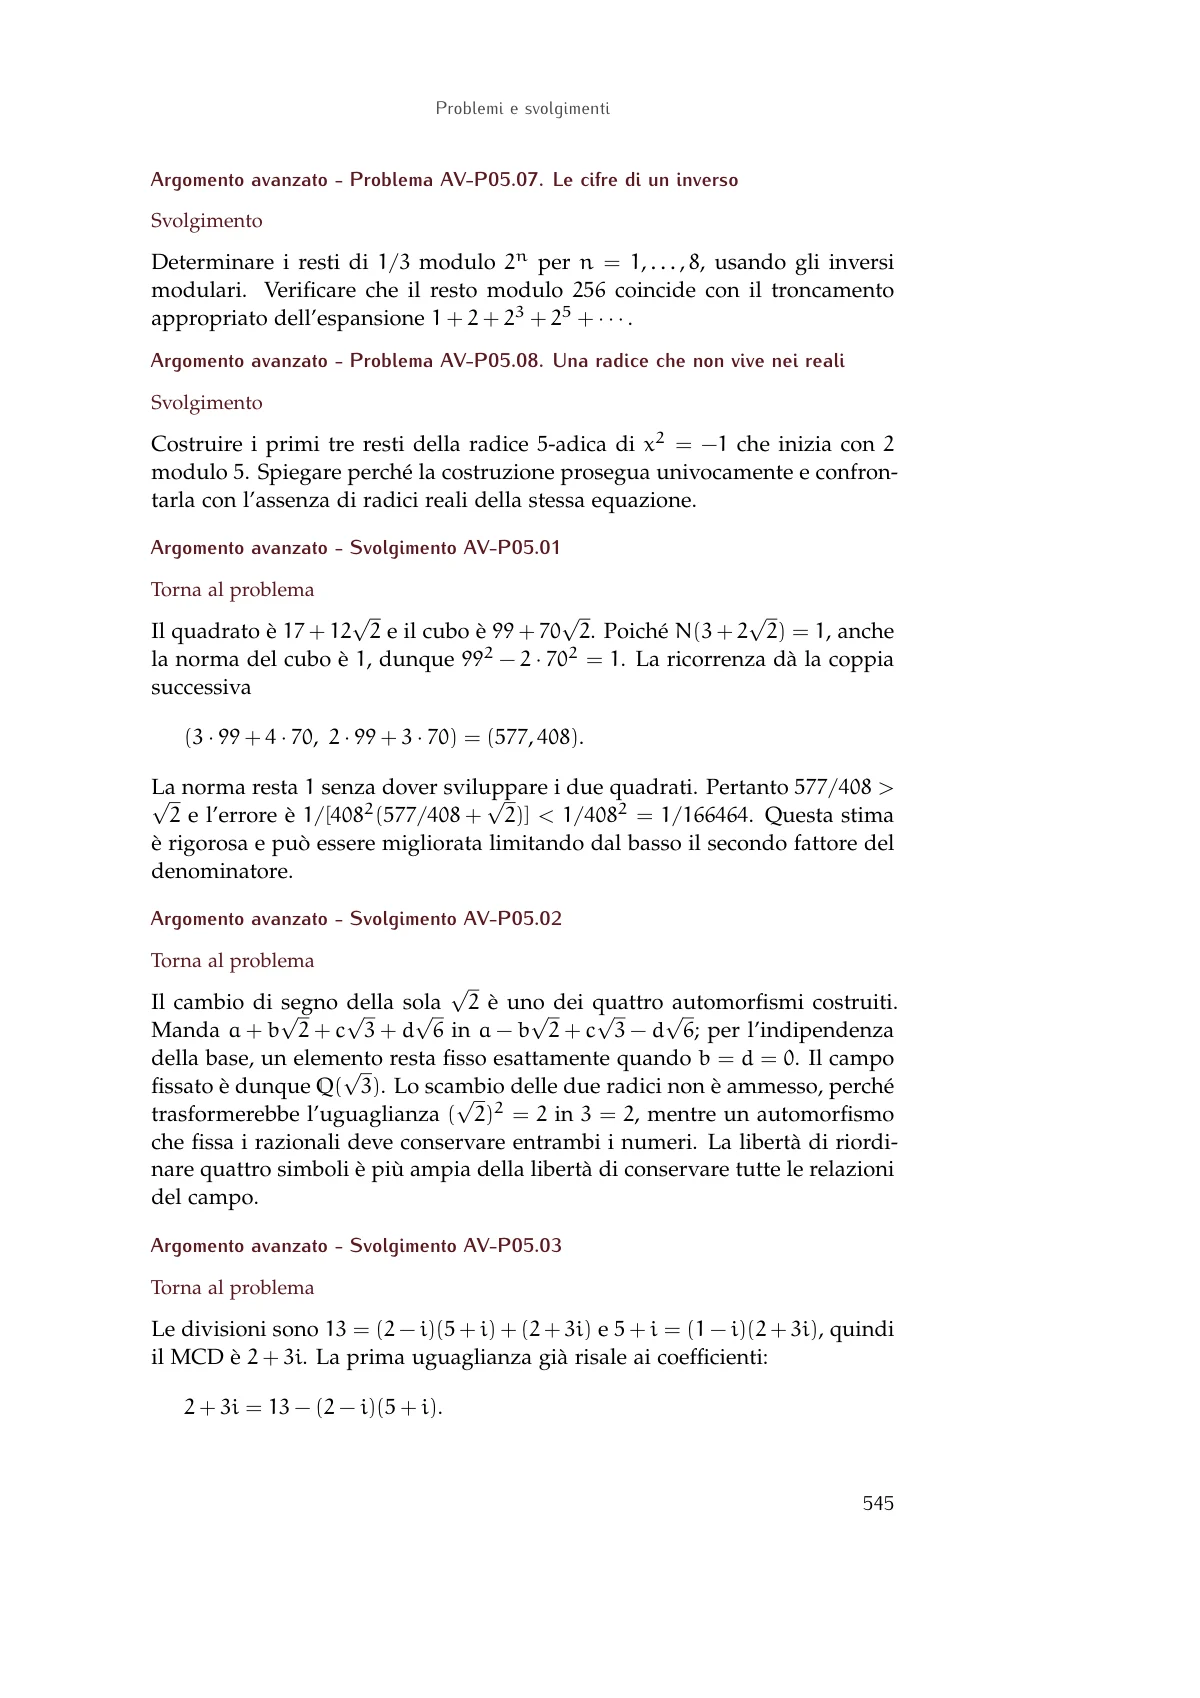 Problemi e svolgimenti
Argomento avanzato – Problema AV-P05.07. Le cifre di un inverso
Svolgimento
Determinare i resti di 1/3 modulo 2ⁿ per n = 1, . . . , 8, usando gli inversi
modulari. Verificare che il resto modulo 256 coincide con il troncamento
appropriato dell'espansione 1 + 2 + 2³ + 2⁵ + · · · .
Argomento avanzato – Problema AV-P05.08. Una radice che non vive nei reali
Svolgimento
Costruire i primi tre resti della radice 5-adica di x² = −1 che inizia con 2
modulo 5. Spiegare perché la costruzione prosegua univocamente e confron-
tarla con l'assenza di radici reali della stessa equazione.
Argomento avanzato – Svolgimento AV-P05.01
Torna al problema
Il quadrato è 17 + 12√2 e il cubo è 99 + 70√2. Poiché N(3 + 2√2) = 1, anche
la norma del cubo è 1, dunque 99² − 2 · 70² = 1. La ricorrenza dà la coppia
successiva
(3 · 99 + 4 · 70, 2 · 99 + 3 · 70) = (577, 408).
La norma resta 1 senza dover sviluppare i due quadrati. Pertanto 577/408 >
√2 e l'errore è 1/[408²(577/408 + √2)] < 1/408² = 1/166464. Questa stima
è rigorosa e può essere migliorata limitando dal basso il secondo fattore del
denominatore.
Argomento avanzato – Svolgimento AV-P05.02
Torna al problema
Il cambio di segno della sola √2 è uno dei quattro automorfismi costruiti.
Manda a + b√2 + c√3 + d√6 in a − b√2 + c√3 − d√6; per l'indipendenza
della base, un elemento resta fisso esattamente quando b = d = 0. Il campo
fissato è dunque Q(√3). Lo scambio delle due radici non è ammesso, perché
trasformerebbe l'uguaglianza (√2)² = 2 in 3 = 2, mentre un automorfismo
che fissa i razionali deve conservare entrambi i numeri. La libertà di riordi-
nare quattro simboli è più ampia della libertà di conservare tutte le relazioni
del campo.
Argomento avanzato – Svolgimento AV-P05.03
Torna al problema
Le divisioni sono 13 = (2 − i)(5 + i) + (2 + 3i) e 5 + i = (1 − i)(2 + 3i), quindi
il MCD è 2 + 3i. La prima uguaglianza già risale ai coefficienti:
2 + 3i = 13 − (2 − i)(5 + i).
545